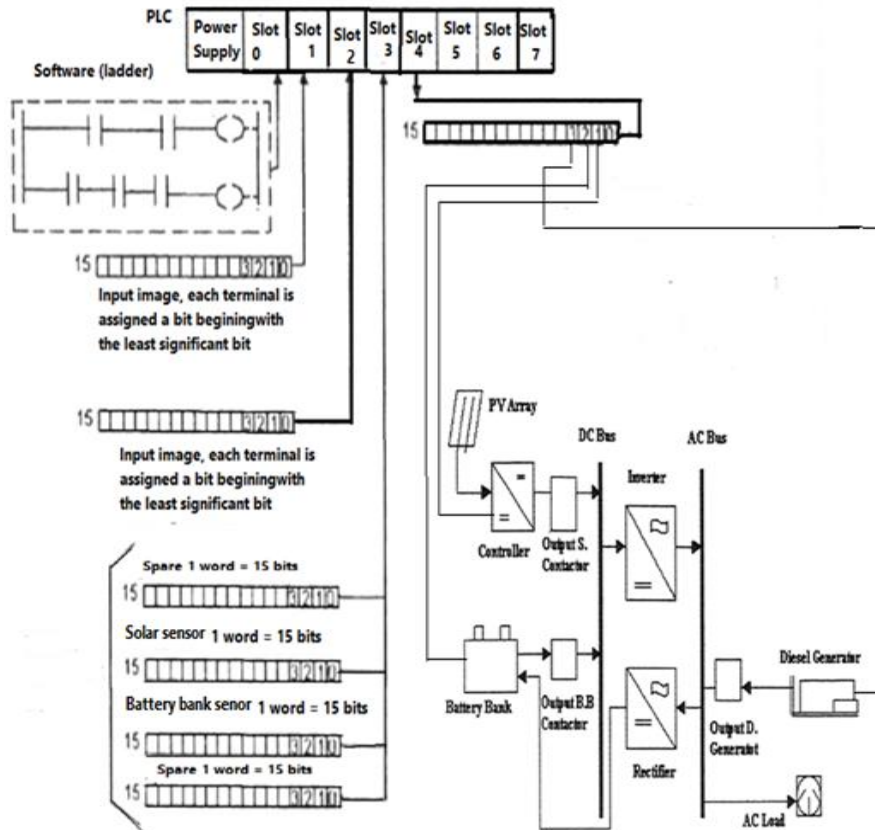 PLC
Power Supply
Slot 0
Slot 1
Slot 2
Slot 3
Slot 4
Slot 5
Slot 6
Slot 7
Software (ladder)
15 3 2 1 0
15 3 2 1 0
Input image, each terminal is
assigned a bit beginingwith
the least significant bit
15 3 2 1 0
Input image, each terminal is
assigned a bit beginingwith
the least significant bit
PV Array
DC Bus
AC Bus
Inverter
Controller
Output S.
Contactor
Spare 1 word = 15 bits
15 3 2 1 0
Solar sensor 1 word = 15 bits
15 3 2 1 0
Battery bank senor 1 word = 15 bits
15 3 2 1 0
Spare 1 word = 15 bits
15 3 2 1 0
Battery Bank
Output B.B
Contactor
Rectifier
Diesel Generator
Output D.
Generatot
AC Load